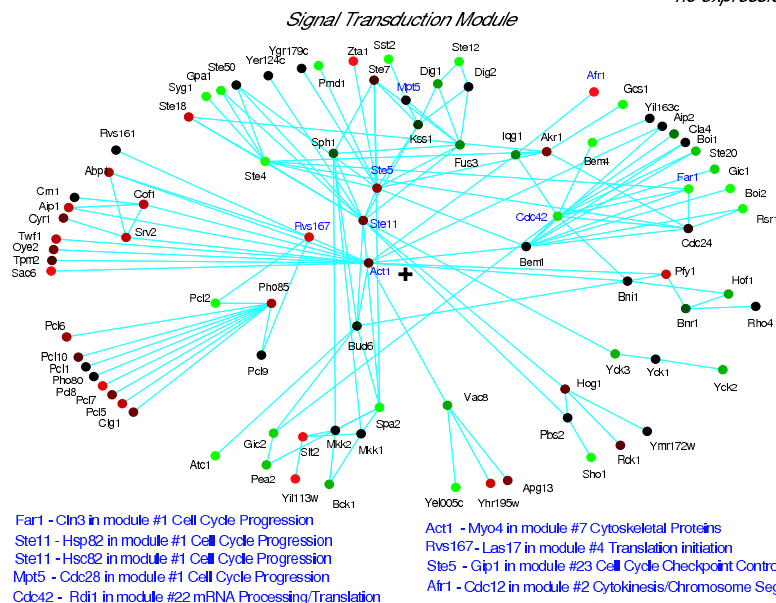 no expressio
Signal Transduction Module
Zta1
Sst2
Ste12
Ygr179c
Ste50
Yer124c
Ste7
Dig1
Dig2
Gpa1
Syg1
Pmd1
Mpt5
Afr1
Gcs1
Ste18
Yil163c
Aip2
Cla4
Boi1
Rvs161
Sph1
Kss1
Fus3
Iqg1
Akr1
Bem4
Ste20
Abp1
Ste4
Ste5
Far1
Gic1
Crn1
Cof1
Boi2
Aip1
Cyr1
Rvs167
Ste11
Cdc42
Rsr1
Twf1
Srv2
Oye2
Cdc24
Tpm2
Bem1
Sac6
Act1
Pfy1
Pho85
Bni1
Hof1
Pcl2
Bnr1
Rho4
Pcl6
Bud6
Pcl10
Pcl9
Yck3
Yck1
Pcl1
Yck2
Pho80
Pcl8
Hog1
Pcl7
Vac8
Pcl5
Clg1
Spa2
Gic2
Mkk2
Mkk1
Pbs2
Ymr172w
Atc1
Slt2
Rck1
Pea2
Sho1
Yil113w
Bck1
Yel005c
Yhr195w
Apg13
Far1 - Cln3 in module #1 Cell Cycle Progression
Ste11 - Hsp82 in module #1 Cell Cycle Progression
Ste11 - Hsc82 in module #1 Cell Cycle Progression
Mpt5 - Cdc28 in module #1 Cell Cycle Progression
Cdc42 - Rdi1 in module #22 mRNA Processing/Translation
Act1 - Myo4 in module #7 Cytoskeletal Proteins
Rvs167 - Las17 in module #4 Translation initiation
Ste5 - Gip1 in module #23 Cell Cycle Checkpoint Contro
Afr1 - Cdc12 in module #2 Cytokinesis/Chromosome Seg